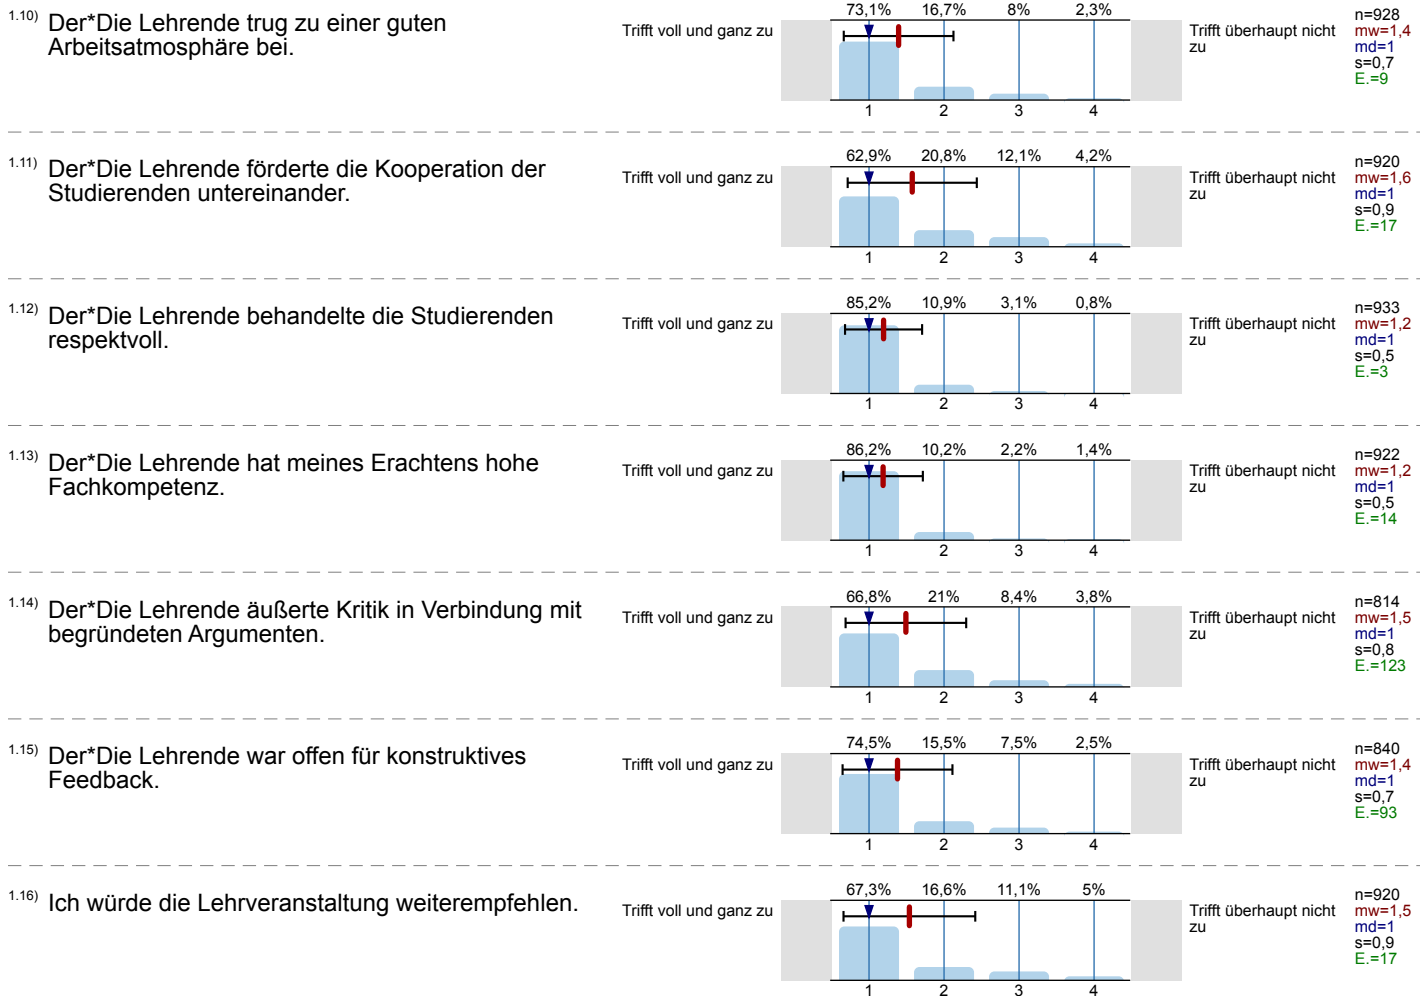 1.10) Der*Die Lehrende trug zu einer guten
Arbeitsatmosphäre bei.
Trifft voll und ganz zu
73,1% 16,7% 8% 2,3%
1 2 3 4
Trifft überhaupt nicht
zu
n=928
mw=1,4
md=1
s=0,7
E.=9
1.11) Der*Die Lehrende förderte die Kooperation der
Studierenden untereinander.
Trifft voll und ganz zu
62,9% 20,8% 12,1% 4,2%
1 2 3 4
Trifft überhaupt nicht
zu
n=920
mw=1,6
md=1
s=0,9
E.=17
1.12) Der*Die Lehrende behandelte die Studierenden
respektvoll.
Trifft voll und ganz zu
85,2% 10,9% 3,1% 0,8%
1 2 3 4
Trifft überhaupt nicht
zu
n=933
mw=1,2
md=1
s=0,5
E.=3
1.13) Der*Die Lehrende hat meines Erachtens hohe
Fachkompetenz.
Trifft voll und ganz zu
86,2% 10,2% 2,2% 1,4%
1 2 3 4
Trifft überhaupt nicht
zu
n=922
mw=1,2
md=1
s=0,5
E.=14
1.14) Der*Die Lehrende äußerte Kritik in Verbindung mit
begründeten Argumenten.
Trifft voll und ganz zu
66,8% 21% 8,4% 3,8%
1 2 3 4
Trifft überhaupt nicht
zu
n=814
mw=1,5
md=1
s=0,8
E.=123
1.15) Der*Die Lehrende war offen für konstruktives
Feedback.
Trifft voll und ganz zu
74,5% 15,5% 7,5% 2,5%
1 2 3 4
Trifft überhaupt nicht
zu
n=840
mw=1,4
md=1
s=0,7
E.=93
1.16) Ich würde die Lehrveranstaltung weiterempfehlen.
Trifft voll und ganz zu
67,3% 16,6% 11,1% 5%
1 2 3 4
Trifft überhaupt nicht
zu
n=920
mw=1,5
md=1
s=0,9
E.=17